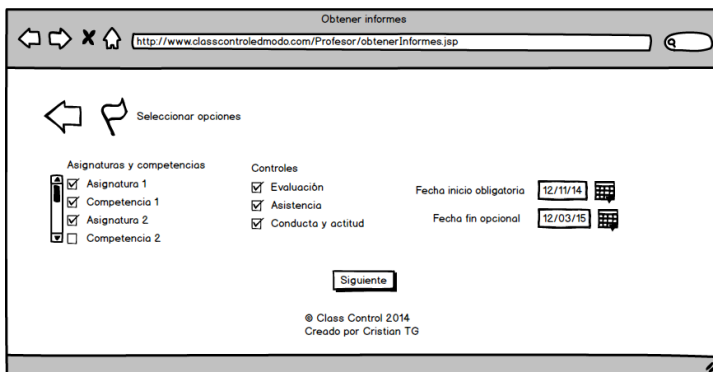 Obtener informes
http://www.classcontroledmodo.com/Profesor/obtenerInformes.jsp
Seleccionar opciones
Asignaturas y competencias
Asignatura 1
Competencia 1
Asignatura 2
Competencia 2
Controles
Evaluación
Asistencia
Conducta y actitud
Fecha inicio obligatoria 12/11/14
Fecha fin opcional 12/03/15
Siguiente
© Class Control 2014
Creado por Cristian TG